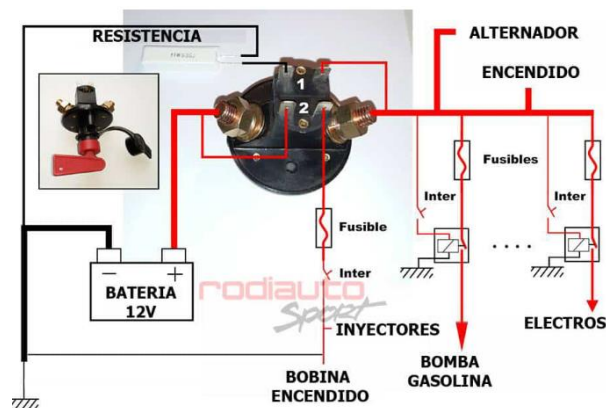 RESISTENCIA
ALTERNADOR
ENCENDIDO
1
2
Fusible
Inter
Inter
Fusibles
Inter
− +
BATERIA
12V
rodiauto
Sport
INYECTORES
BOBINA
ENCENDIDO
BOMBA
GASOLINA
ELECTROS